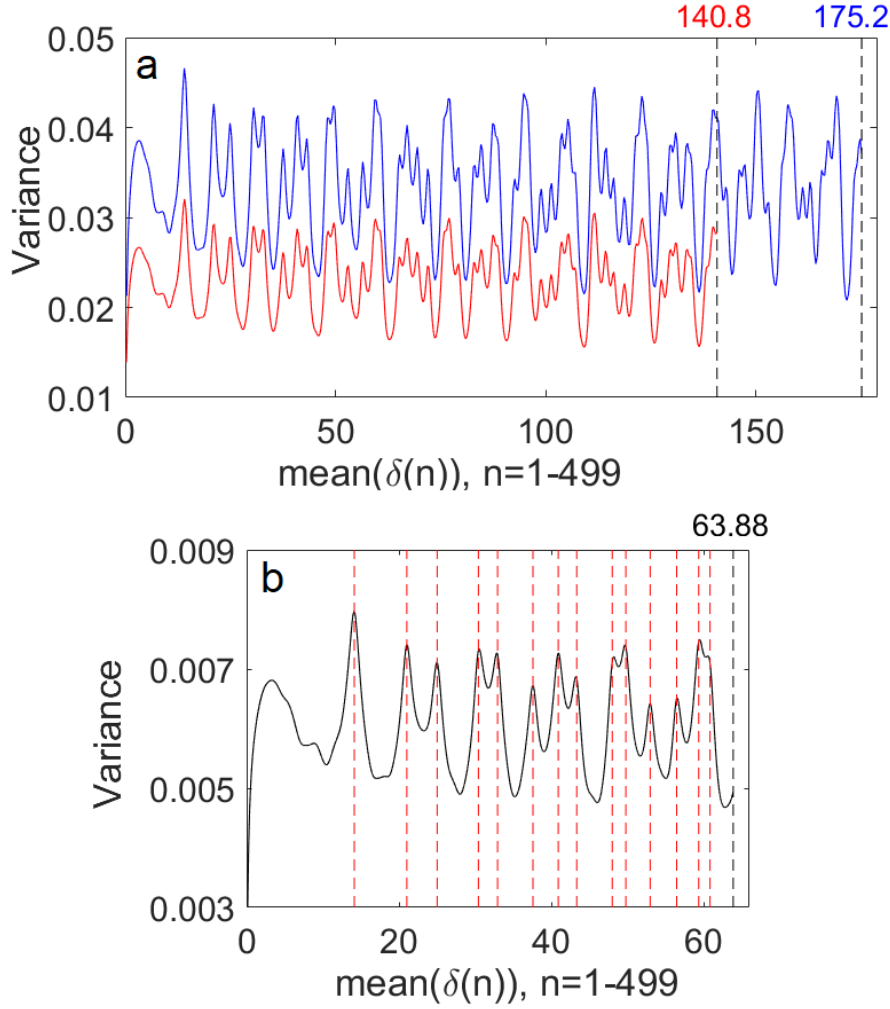 140.8 175.2
a
0.05
0.04
0.03
0.02
0.01
Variance
0 50 100 150
mean(δ(n)), n=1-499
63.88
b
0.009
0.007
0.005
0.003
Variance
0 20 40 60
mean(δ(n)), n=1-499